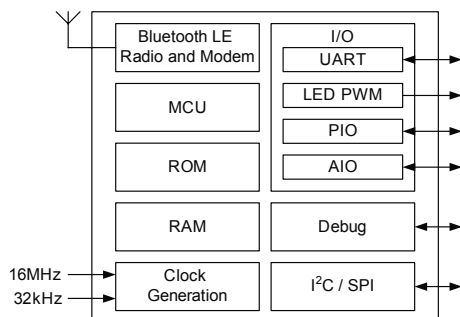 Bluetooth LE
Radio and Modem
MCU
ROM
RAM
16MHz
32kHz
Clock
Generation
I/O
UART
LED PWM
PIO
AIO
Debug
I²C / SPI